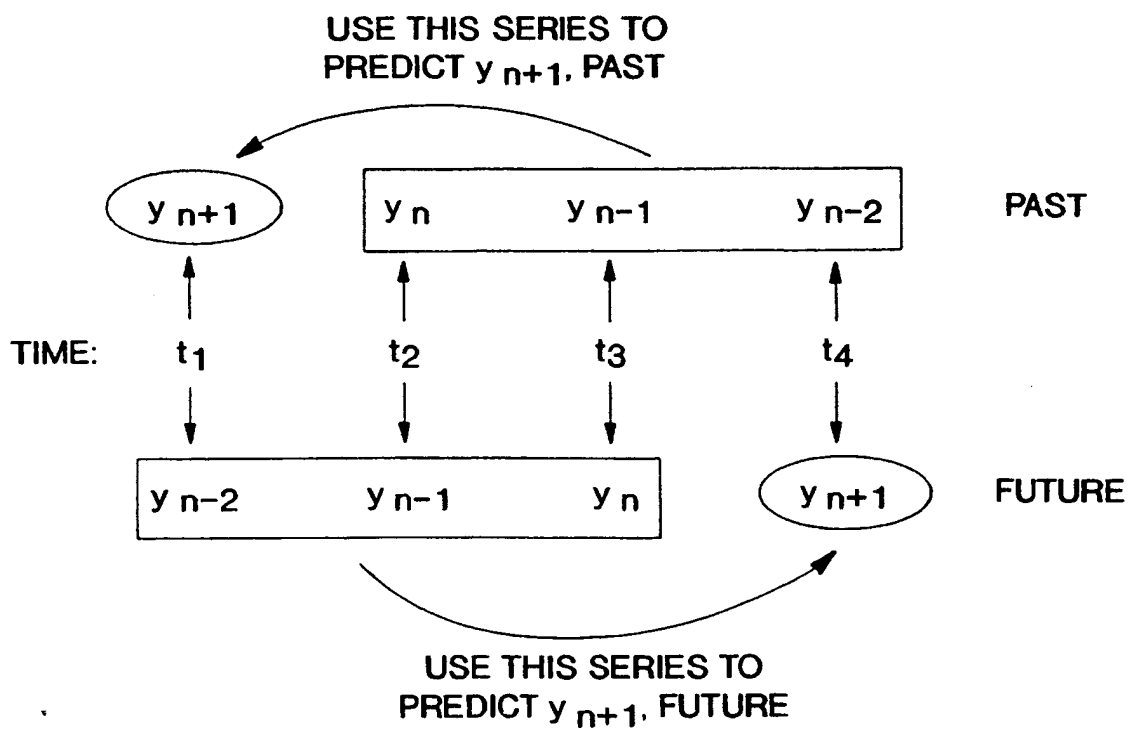 USE THIS SERIES TO
PREDICT y n+1, PAST
y n+1 y n y n-1 y n-2 PAST
TIME: t1 t2 t3 t4
y n-2 y n-1 y n y n+1 FUTURE
USE THIS SERIES TO
PREDICT y n+1, FUTURE